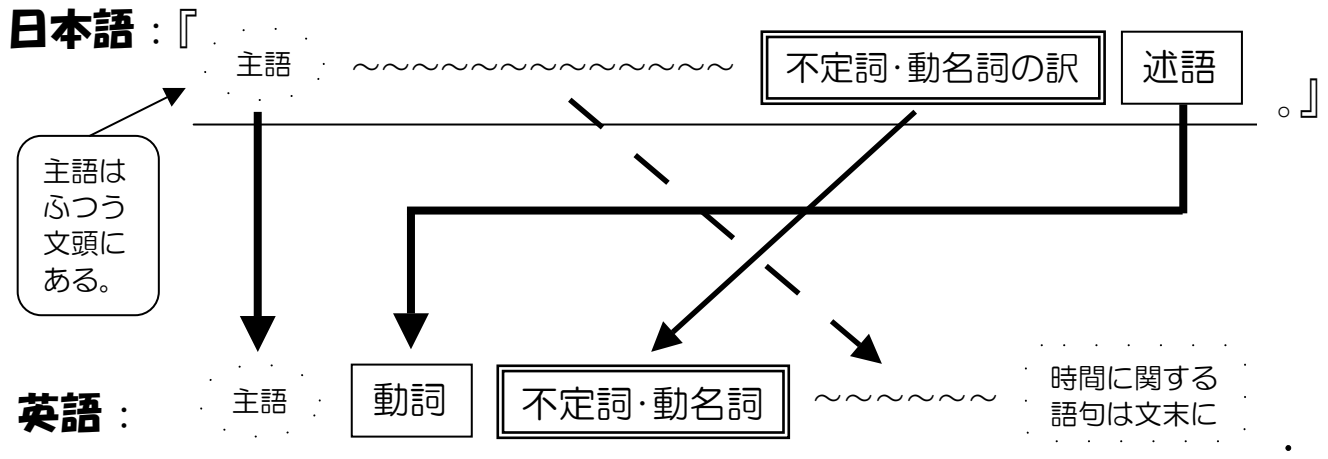 日本語：『 主語 ～～～～～～～～～～～～～ 不定詞・動名詞の訳 述語 。』
主語は
ふつう
文頭に
ある。
英語： 主語 動詞 不定詞・動名詞 ～～～～～～ 時間に関する
語句は文末に .